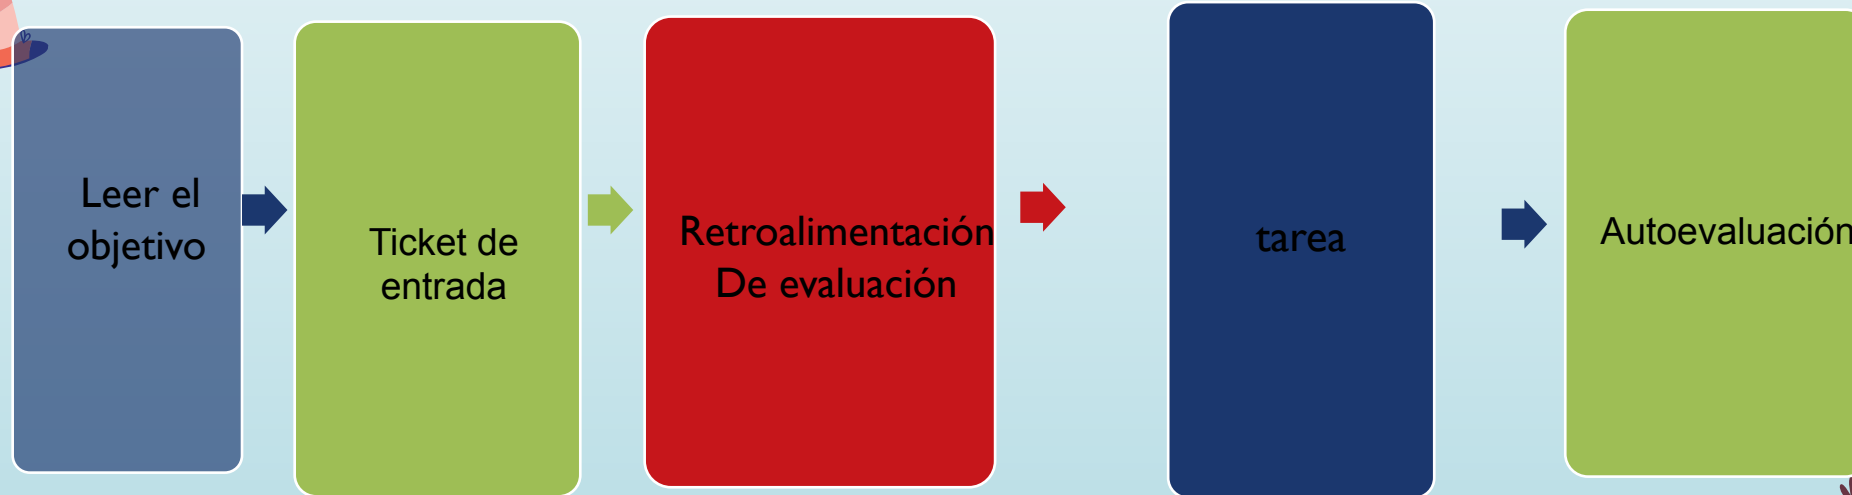 Leer el
objetivo
Ticket de
entrada
Retroalimentación
De evaluación
tarea
Autoevaluación